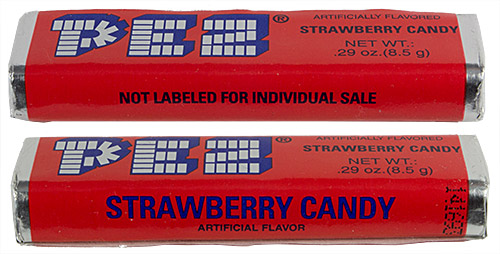 PEZ®
ARTIFICIALLY FLAVORED
STRAWBERRY CANDY
NET WT.:
.29 oz.(8.5 g)
NOT LABELED FOR INDIVIDUAL SALE
PEZ®
ARTIFICIALLY FLAVORED
STRAWBERRY CANDY
NET WT.:
.29 oz.(8.5 g)
STRAWBERRY CANDY
ARTIFICIAL FLAVOR